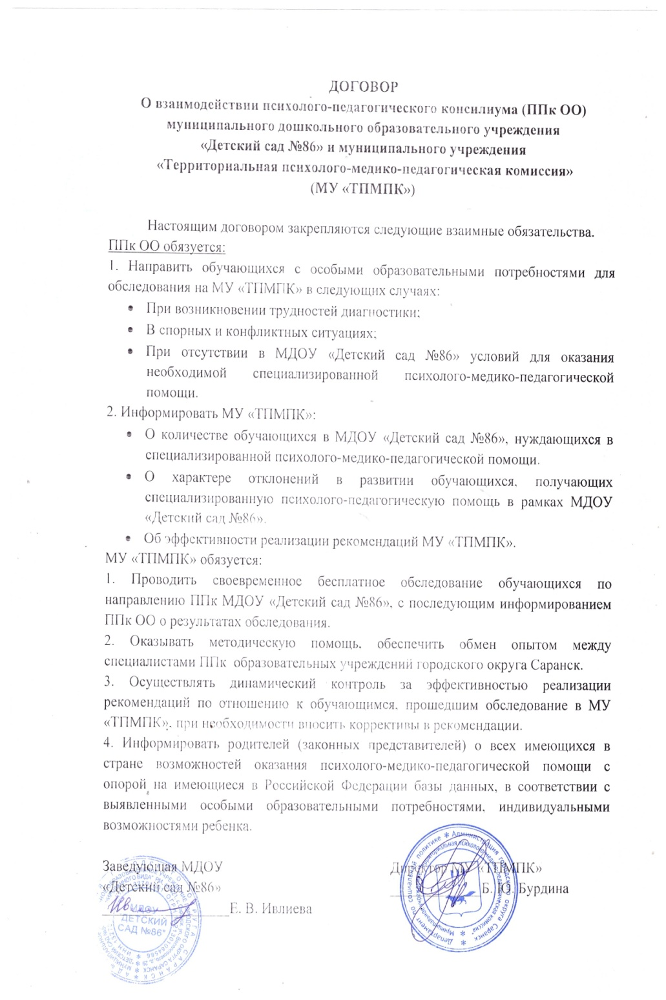 ДОГОВОР
О взаимодействии психолого-педагогического консилиума (ППк ОО)
муниципального дошкольного образовательного учреждения
«Детский сад №86» и муниципального учреждения
«Территориальная психолого-медико-педагогическая комиссия»
(МУ «ТПМПК»)
Настоящим договором закрепляются следующие взаимные обязательства.
ППк ОО обязуется:
1. Направить обучающихся с особыми образовательными потребностями для
обследования на МУ «ТПМПК» в следующих случаях:
• При возникновении трудностей диагностики;
• В спорных и конфликтных ситуациях;
• При отсутствии в МДОУ «Детский сад №86» условий для оказания
необходимой специализированной психолого-медико-педагогической
помощи.
2. Информировать МУ «ТПМПК»:
• О количестве обучающихся в МДОУ «Детский сад №86», нуждающихся в
специализированной психолого-медико-педагогической помощи.
• О характере отклонений в развитии обучающихся, получающих
специализированную психолого-педагогическую помощь в рамках МДОУ
«Детский сад №86».
• Об эффективности реализации рекомендаций МУ «ТПМПК».
МУ «ТПМПК» обязуется:
1. Проводить своевременное бесплатное обследование обучающихся по
направлению ППк МДОУ «Детский сад №86», с последующим информированием
ППк ОО о результатах обследования.
2. Оказывать методическую помощь, обеспечить обмен опытом между
специалистами ППк образовательных учреждений городского округа Саранск.
3. Осуществлять динамический контроль за эффективностью реализации
рекомендаций по отношению к обучающимся, прошедшим обследование в МУ
«ТПМПК», при необходимости вносить коррективы в рекомендации.
4. Информировать родителей (законных представителей) о всех имеющихся в
стране возможностей оказания психолого-медико-педагогической помощи с
опорой на имеющиеся в Российской Федерации базы данных, в соответствии с
выявленными особыми образовательными потребностями, индивидуальными
возможностями ребенка.
Заведующая МДОУ
«Детский сад №86»
Е. В. Ивлиева
Директор МУ «ТПМПК»
Б. Ю. Бурдина
МДОУ
"ДЕТСКИЙ
САД №86"
Администрация городского округа Саранск ✻ Департамент по социальной политике ✻